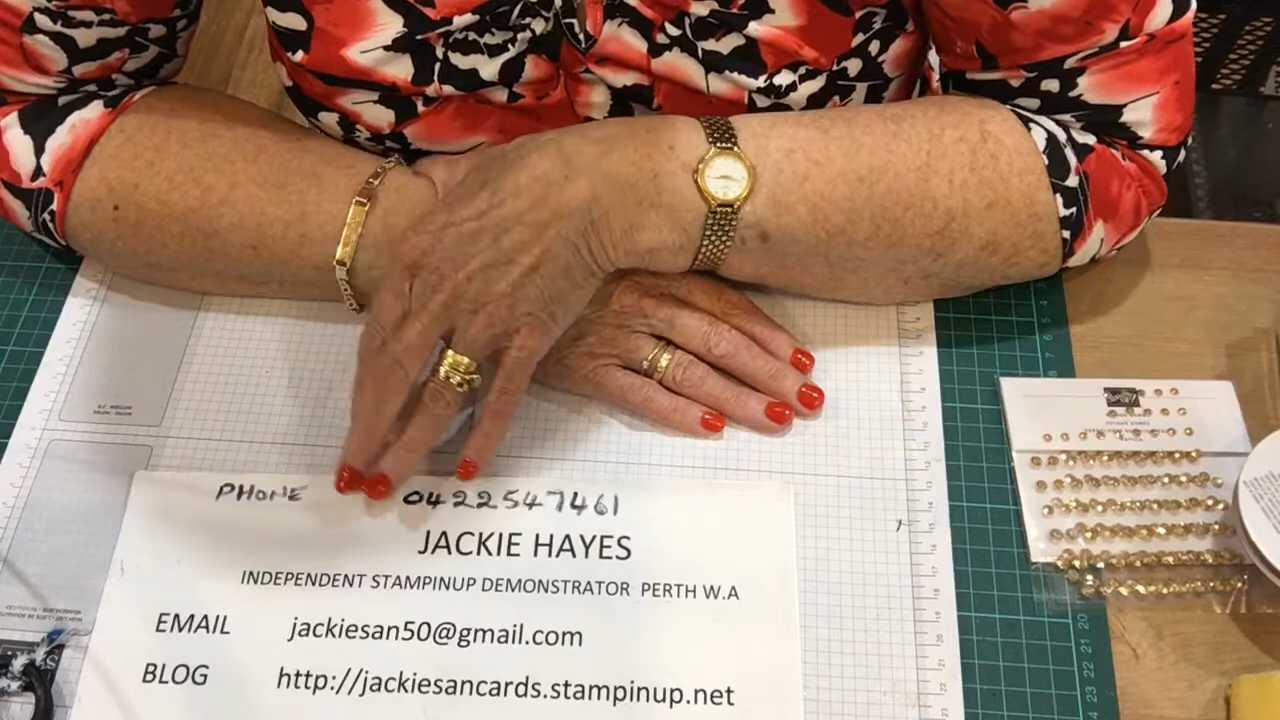 PHONE 0422547461
JACKIE HAYES
INDEPENDENT STAMPINUP DEMONSTRATOR PERTH W.A
EMAIL jackiesan50@gmail.com
BLOG http://jackiesancards.stampinup.net